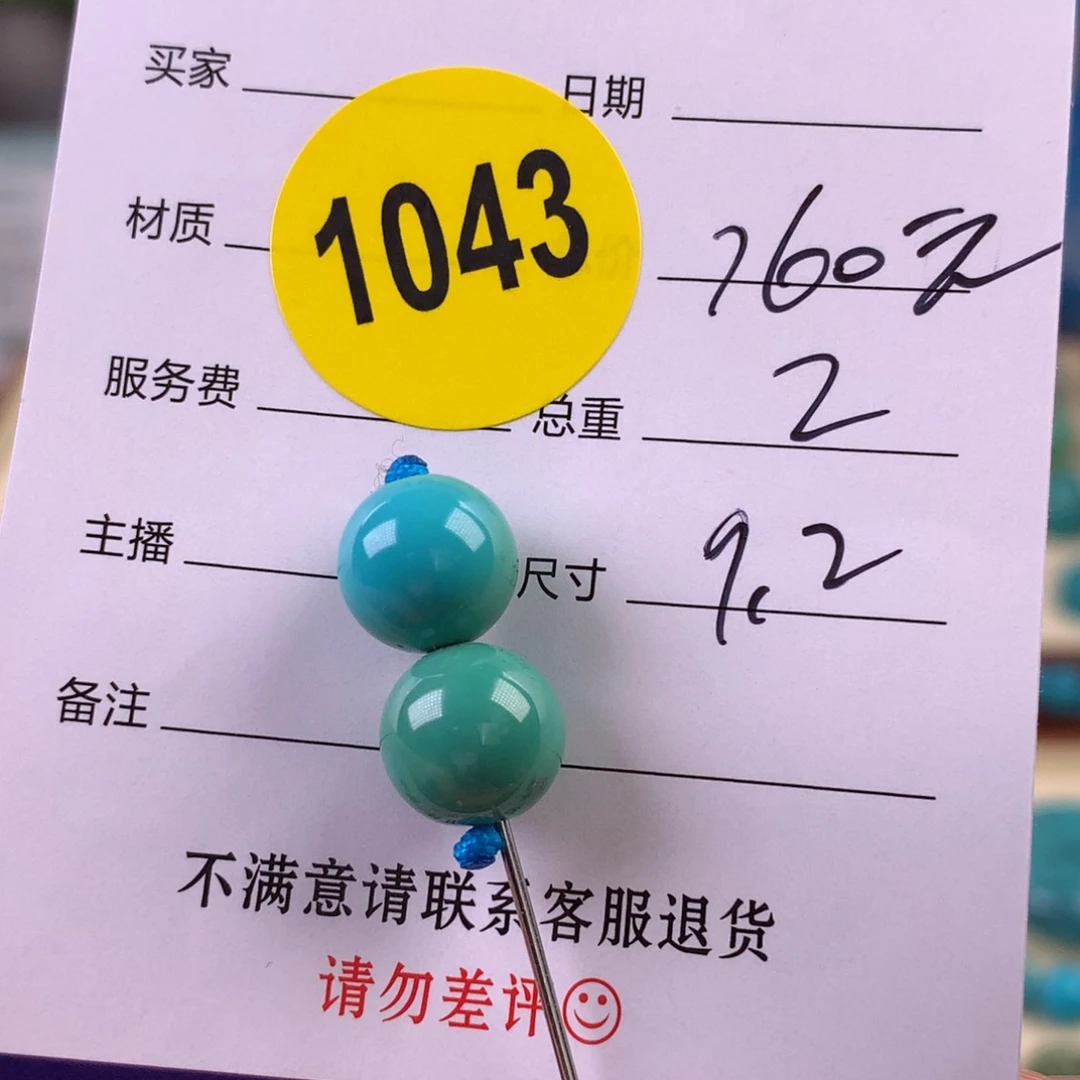 买家 日期
1043
材质 760元
服务费 总重 2
主播 尺寸 9.2
备注
不满意请联系客服退货
请勿差评